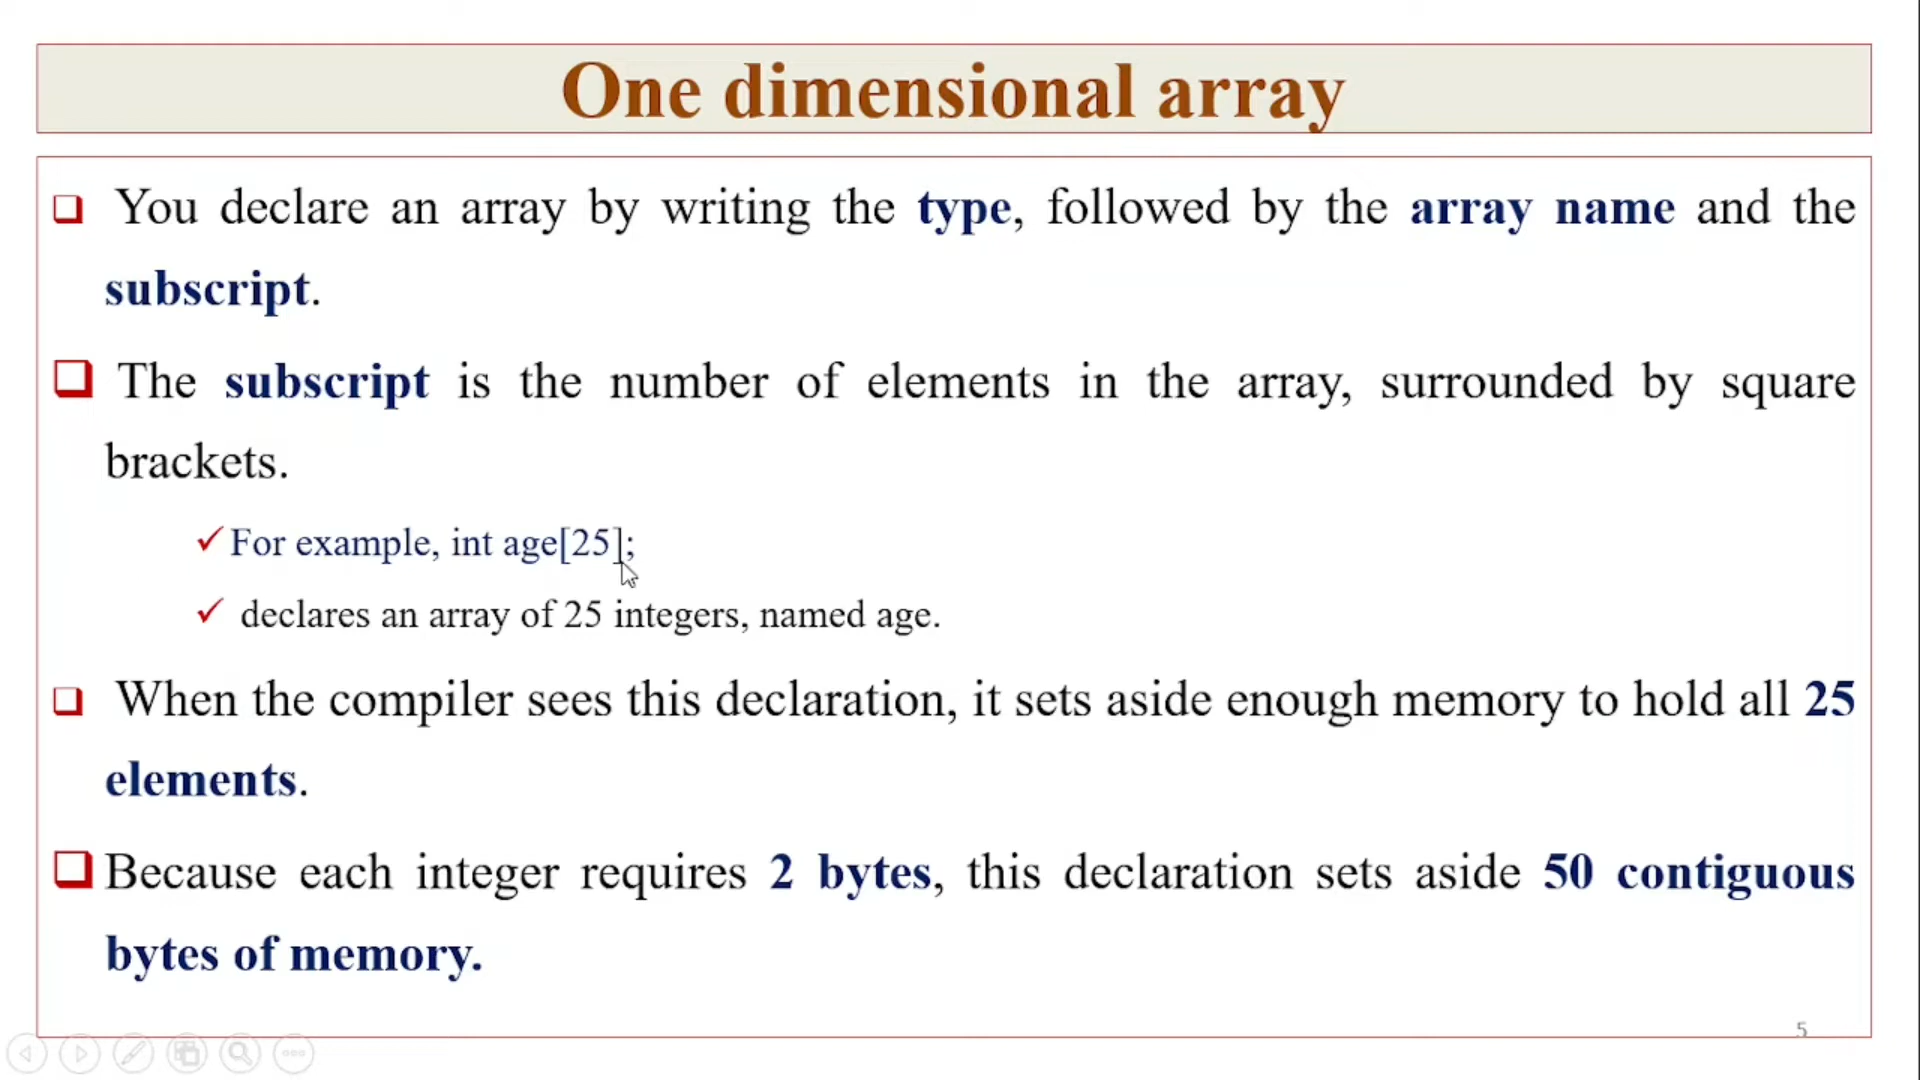 One dimensional array
You declare an array by writing the type, followed by the array name and the
subscript.
The subscript is the number of elements in the array, surrounded by square
brackets.
For example, int age[25];
declares an array of 25 integers, named age.
When the compiler sees this declaration, it sets aside enough memory to hold all 25
elements.
Because each integer requires 2 bytes, this declaration sets aside 50 contiguous
bytes of memory.
5